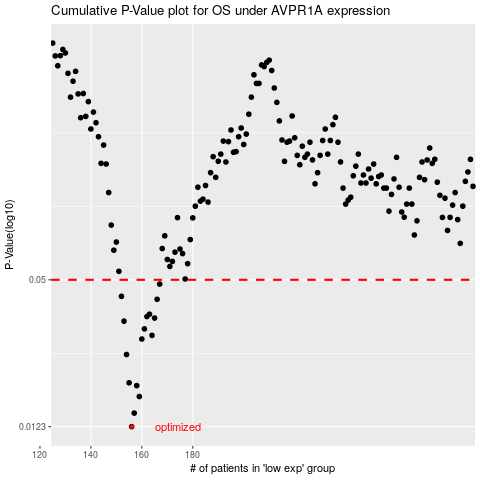 Cumulative P-Value plot for OS under AVPR1A expression
P-Value(log10)
0.05
0.0123
optimized
120 140 160 180
# of patients in 'low exp' group